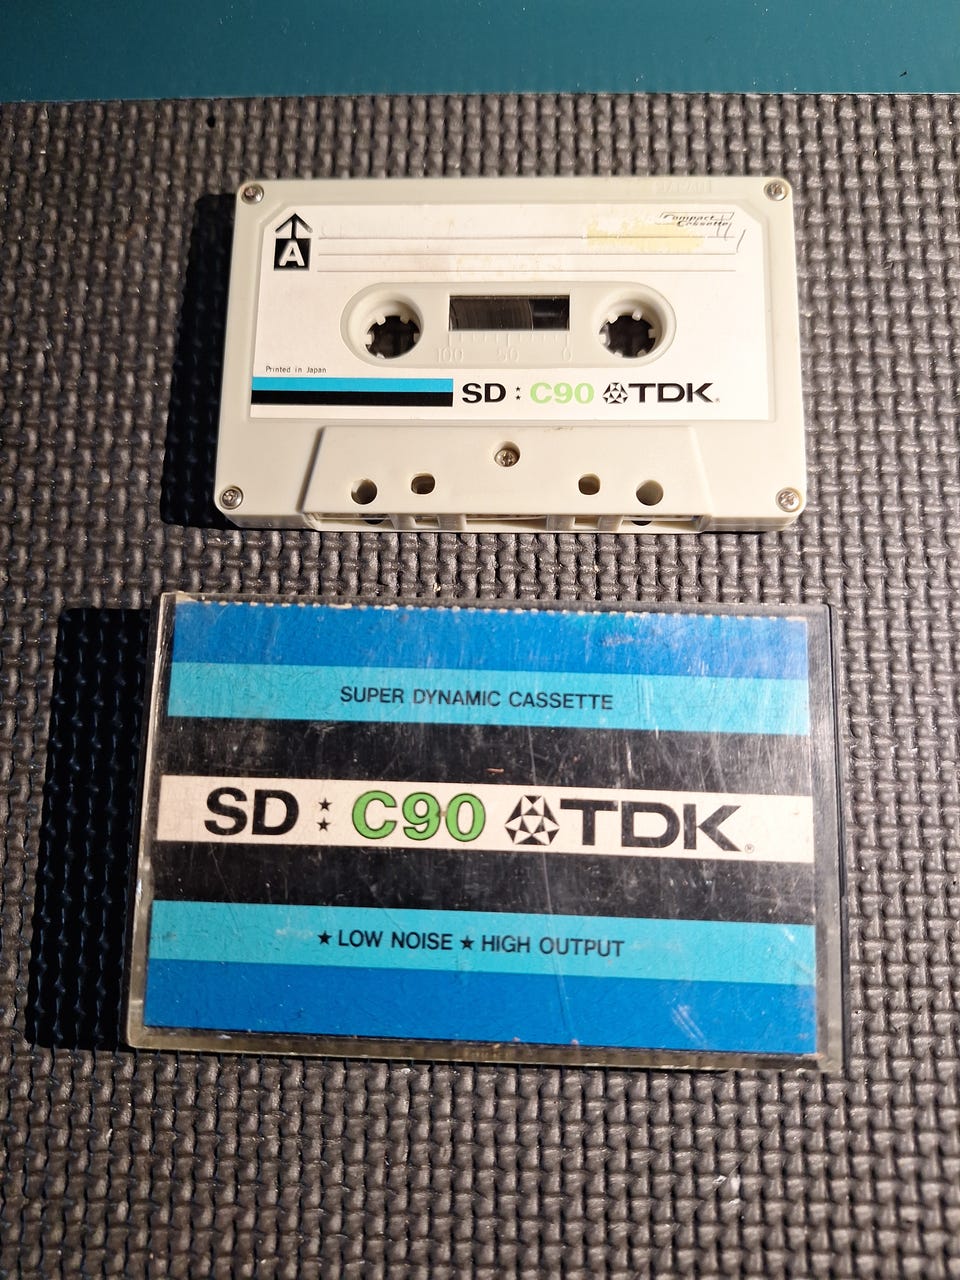 JAPAN
Compact
Cassette
A
100 50 0
Printed in Japan
SD : C90 TDK®
SUPER DYNAMIC CASSETTE
SD : C90 TDK®
★ LOW NOISE ★ HIGH OUTPUT